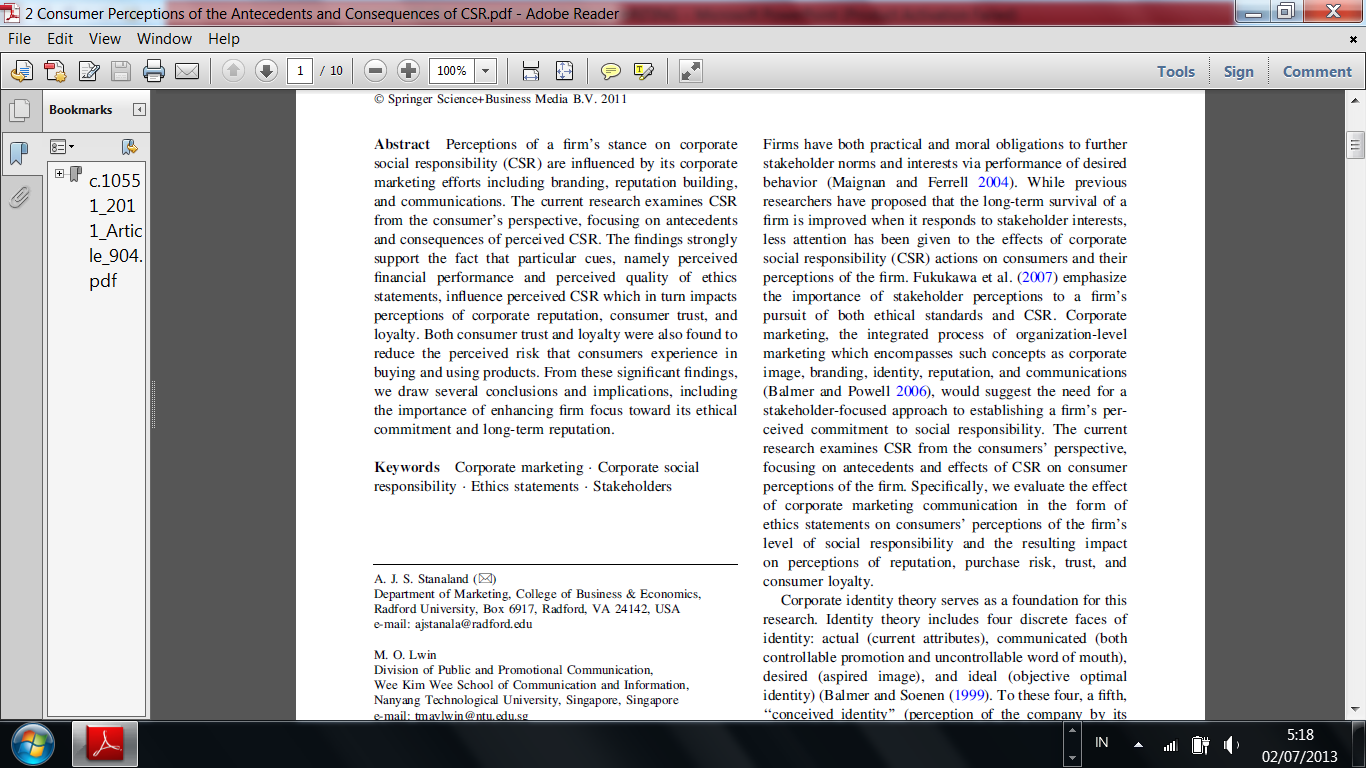 2 Consumer Perceptions of the Antecedents and Consequences of CSR.pdf - Adobe Reader
File Edit View Window Help
1 / 10 100% Tools Sign Comment
Bookmarks
c.1055
1_201
1_Artic
le_904.
pdf
© Springer Science+Business Media B.V. 2011
Abstract Perceptions of a firm's stance on corporate
social responsibility (CSR) are influenced by its corporate
marketing efforts including branding, reputation building,
and communications. The current research examines CSR
from the consumer's perspective, focusing on antecedents
and consequences of perceived CSR. The findings strongly
support the fact that particular cues, namely perceived
financial performance and perceived quality of ethics
statements, influence perceived CSR which in turn impacts
perceptions of corporate reputation, consumer trust, and
loyalty. Both consumer trust and loyalty were also found to
reduce the perceived risk that consumers experience in
buying and using products. From these significant findings,
we draw several conclusions and implications, including
the importance of enhancing firm focus toward its ethical
commitment and long-term reputation.
Keywords Corporate marketing · Corporate social
responsibility · Ethics statements · Stakeholders
A. J. S. Stanaland (✉)
Department of Marketing, College of Business & Economics,
Radford University, Box 6917, Radford, VA 24142, USA
e-mail: ajstanala@radford.edu
M. O. Lwin
Division of Public and Promotional Communication,
Wee Kim Wee School of Communication and Information,
Nanyang Technological University, Singapore, Singapore
e-mail: tmaylwin@ntu.edu.sg
Firms have both practical and moral obligations to further
stakeholder norms and interests via performance of desired
behavior (Maignan and Ferrell 2004). While previous
researchers have proposed that the long-term survival of a
firm is improved when it responds to stakeholder interests,
less attention has been given to the effects of corporate
social responsibility (CSR) actions on consumers and their
perceptions of the firm. Fukukawa et al. (2007) emphasize
the importance of stakeholder perceptions to a firm's
pursuit of both ethical standards and CSR. Corporate
marketing, the integrated process of organization-level
marketing which encompasses such concepts as corporate
image, branding, identity, reputation, and communications
(Balmer and Powell 2006), would suggest the need for a
stakeholder-focused approach to establishing a firm's per-
ceived commitment to social responsibility. The current
research examines CSR from the consumers' perspective,
focusing on antecedents and effects of CSR on consumer
perceptions of the firm. Specifically, we evaluate the effect
of corporate marketing communication in the form of
ethics statements on consumers' perceptions of the firm's
level of social responsibility and the resulting impact
on perceptions of reputation, purchase risk, trust, and
consumer loyalty.
Corporate identity theory serves as a foundation for this
research. Identity theory includes four discrete faces of
identity: actual (current attributes), communicated (both
controllable promotion and uncontrollable word of mouth),
desired (aspired image), and ideal (objective optimal
identity) (Balmer and Soenen (1999). To these four, a fifth,
‘‘conceived identity’’ (perception of the company by its
IN
5:18
02/07/2013